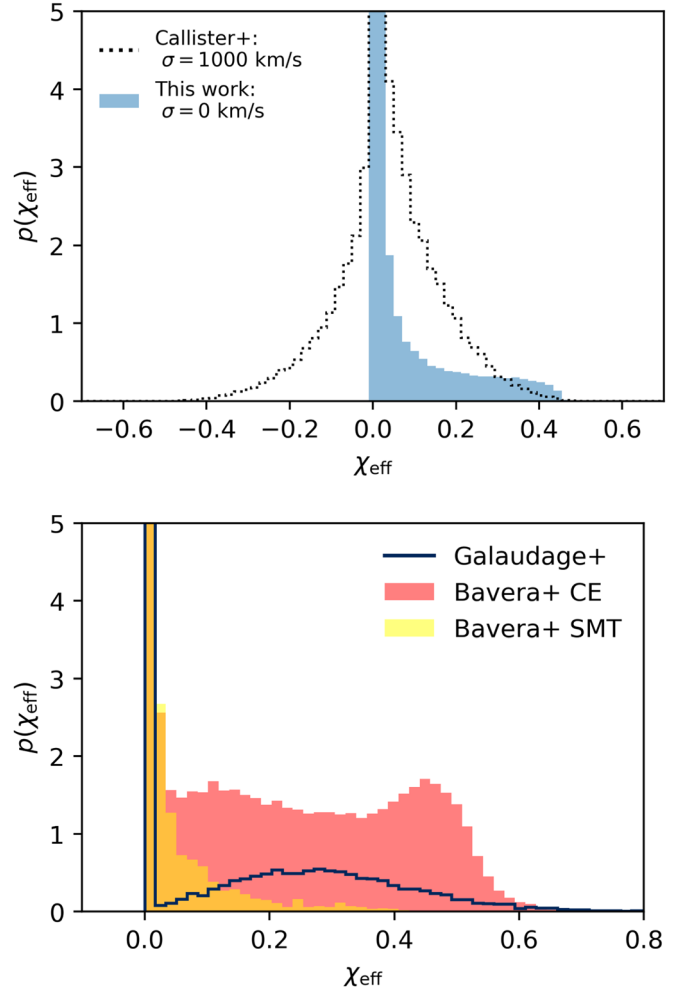 5
4
3
2
1
0
p(χeff)
Callister+:
σ = 1000 km/s
This work:
σ = 0 km/s
−0.6 −0.4 −0.2 0.0 0.2 0.4 0.6
χeff
5
4
3
2
1
0
p(χeff)
Galaudage+
Bavera+ CE
Bavera+ SMT
0.0 0.2 0.4 0.6 0.8
χeff